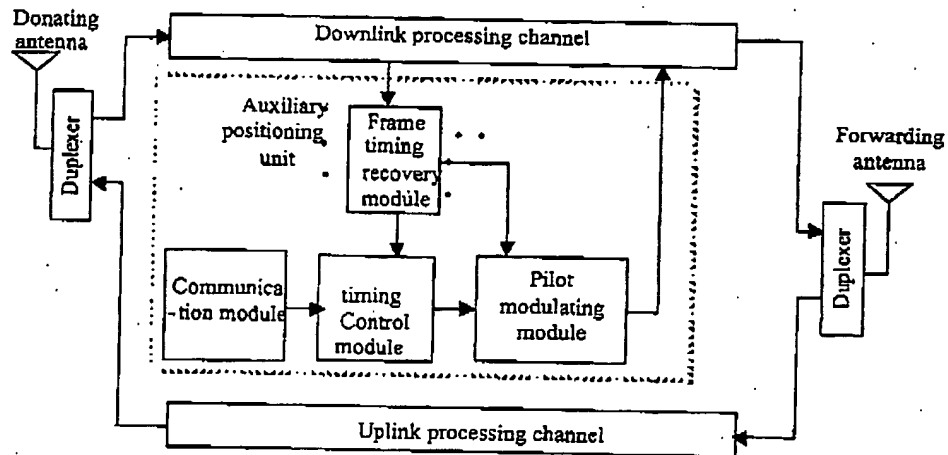 Donating
antenna
Downlink processing channel
Duplexer
Auxiliary
positioning
unit
Frame
timing
recovery
module
Forwarding
antenna
Duplexer
Communica
-tion module
timing
Control
module
Pilot
modulating
module
Uplink processing channel